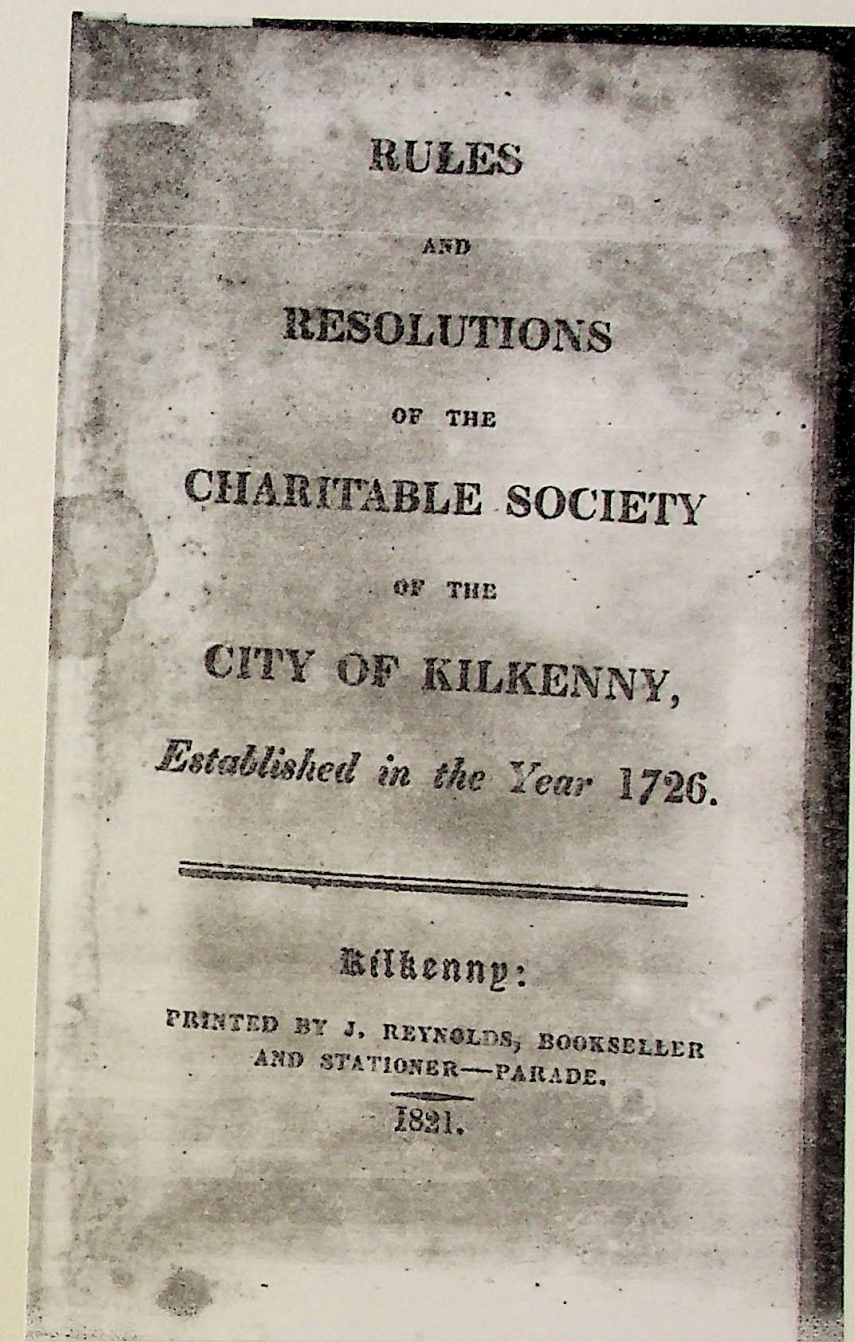 RULES
AND
RESOLUTIONS
OF THE
CHARITABLE SOCIETY
OF THE
CITY OF KILKENNY,
Established in the Year 1726.
Kilkenny:
PRINTED BY J. REYNOLDS, BOOKSELLER
AND STATIONER—PARADE.
1821.